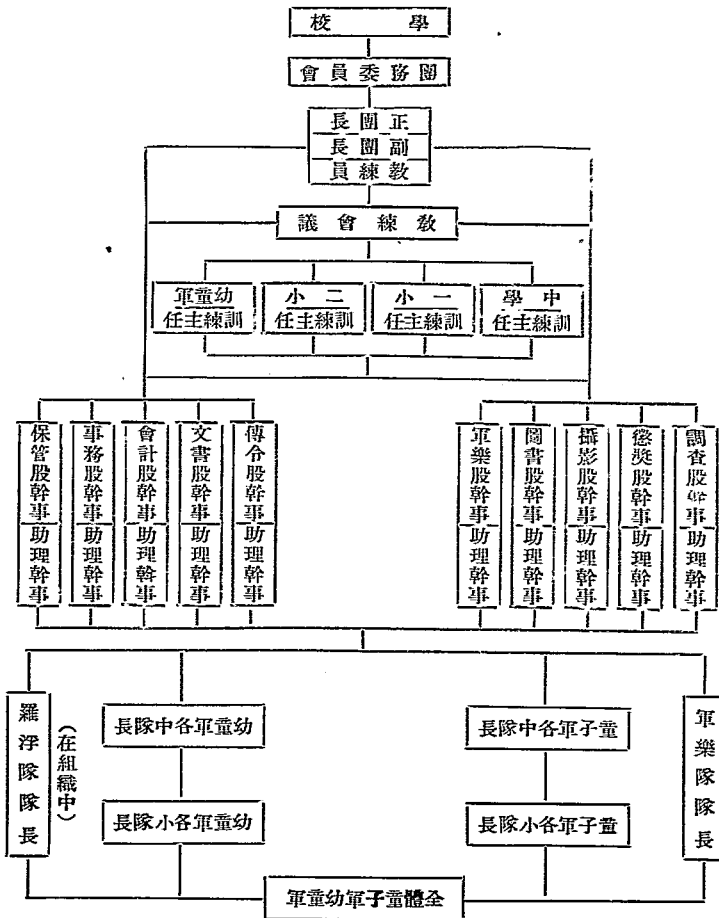 學校
團務委員會
正團長
副團長
教練員
教練會議
中學
訓練主任
一小
訓練主任
二小
訓練主任
幼童軍
訓練主任
調查股幹事
助理幹事
懲獎股幹事
助理幹事
攝影股幹事
助理幹事
圖書股幹事
助理幹事
軍樂股幹事
助理幹事
傳令股幹事
助理幹事
文書股幹事
助理幹事
會計股幹事
助理幹事
事務股幹事
助理幹事
保管股幹事
助理幹事
軍樂隊隊長
童子軍各中隊長
童子軍各小隊長
幼童軍各中隊長
幼童軍各小隊長
(在組織中)
羅浮隊隊長
全體童子軍幼童軍